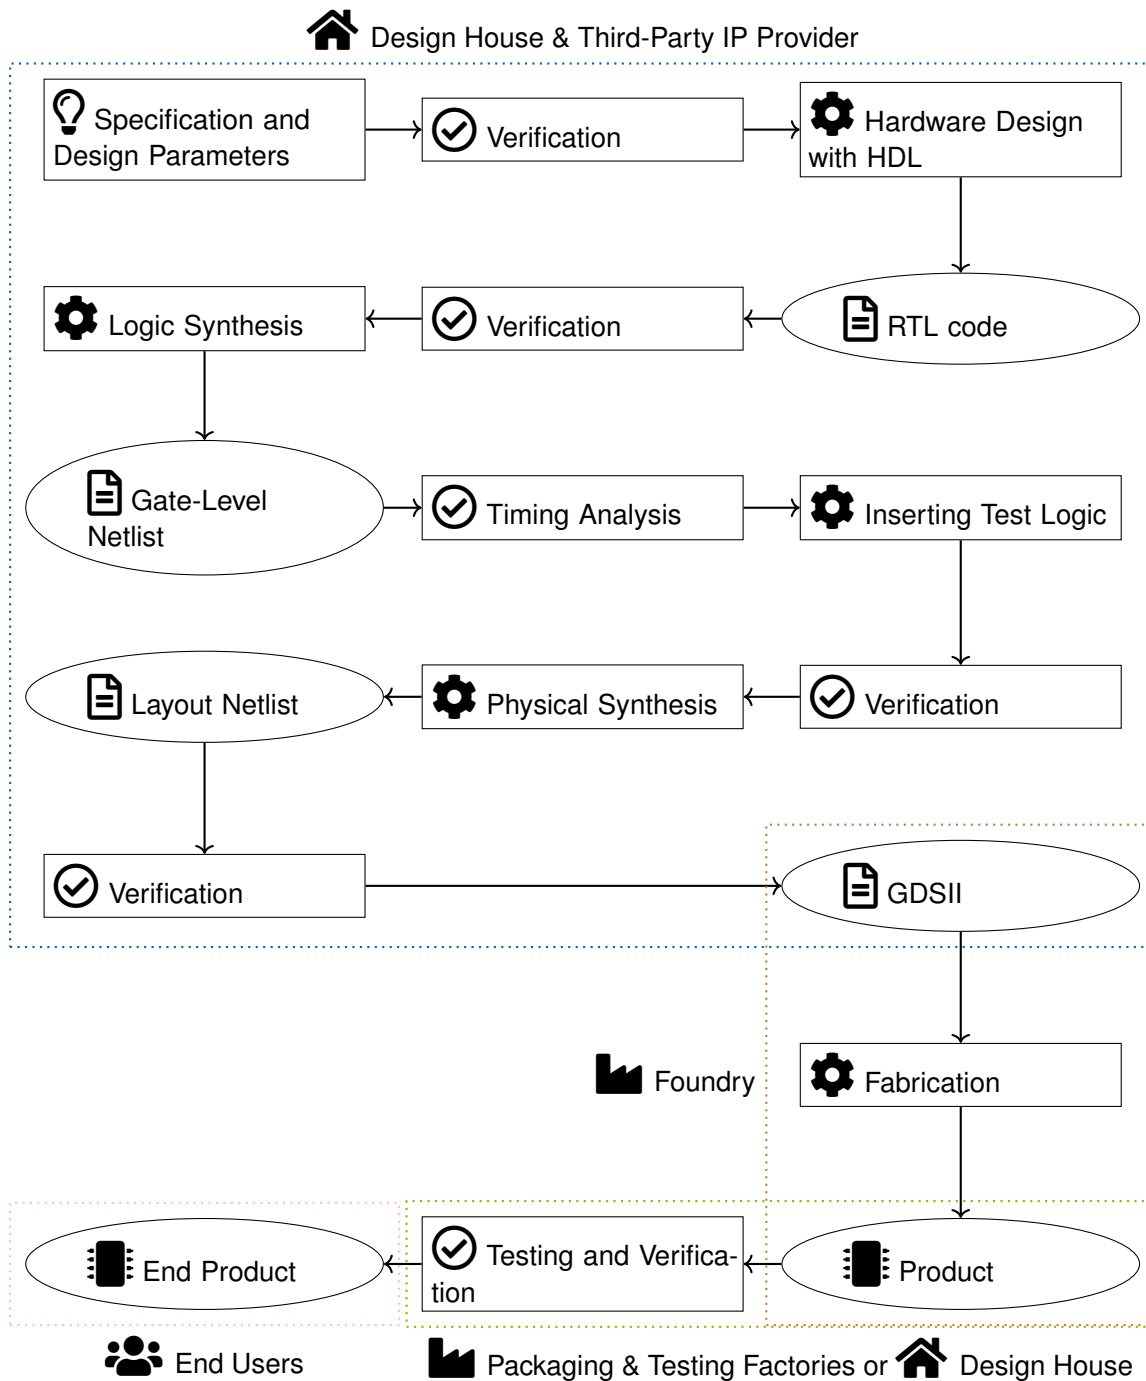 Design House & Third-Party IP Provider
Specification and
Design Parameters
Verification
Hardware Design
with HDL
Logic Synthesis
Verification
RTL code
Gate-Level
Netlist
Timing Analysis
Inserting Test Logic
Layout Netlist
Physical Synthesis
Verification
Verification
GDSII
Foundry
Fabrication
End Product
Testing and Verifica-
tion
Product
End Users
Packaging & Testing Factories or
Design House